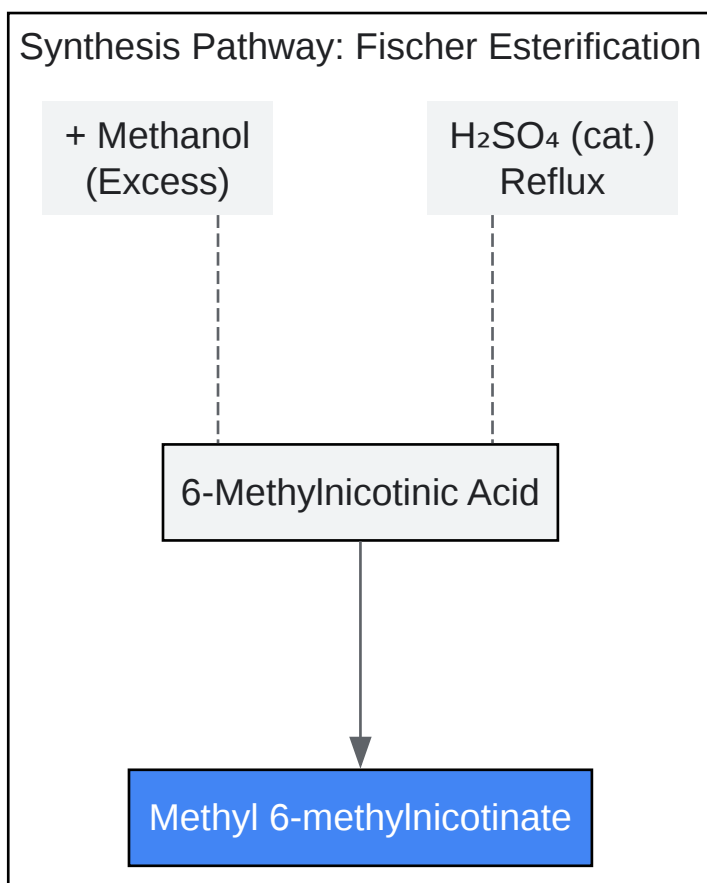 Synthesis Pathway: Fischer Esterification
+ Methanol
(Excess)
H₂SO₄ (cat.)
Reflux
6-Methylnicotinic Acid
Methyl 6-methylnicotinate